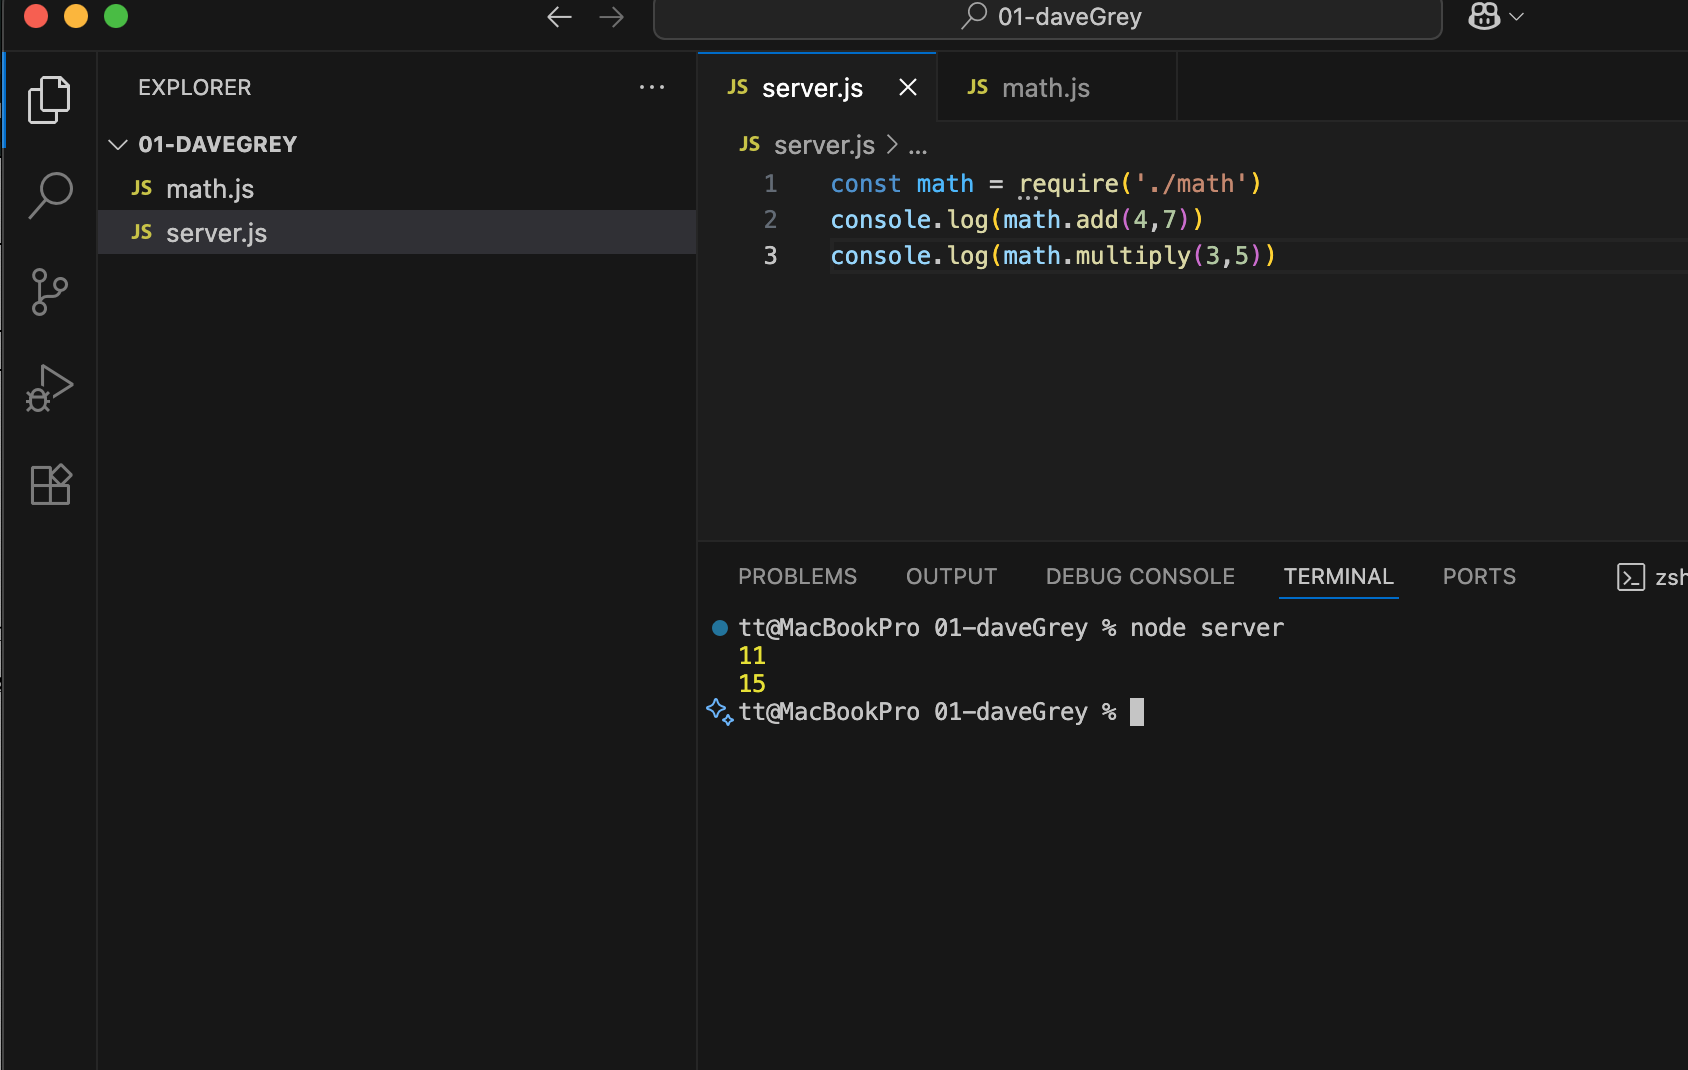 01-daveGrey
EXPLORER
...
01-DAVEGREY
JS math.js
JS server.js
JS server.js
JS math.js
JS server.js > ...
1 const math = require('./math')
2 console.log(math.add(4,7))
3 console.log(math.multiply(3,5))
PROBLEMS OUTPUT DEBUG CONSOLE TERMINAL PORTS zsh
tt@MacBookPro 01-daveGrey % node server
11
15
tt@MacBookPro 01-daveGrey %